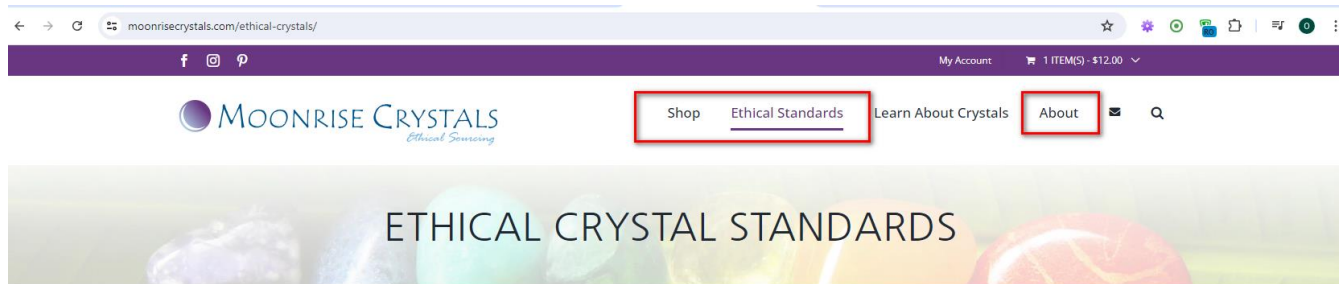 moonrisecrystals.com/ethical-crystals/
RO
O
f
My Account
1 ITEM(S) - $12.00
MOONRISE CRYSTALS
Ethical Sourcing
Shop Ethical Standards Learn About Crystals About
ETHICAL CRYSTAL STANDARDS